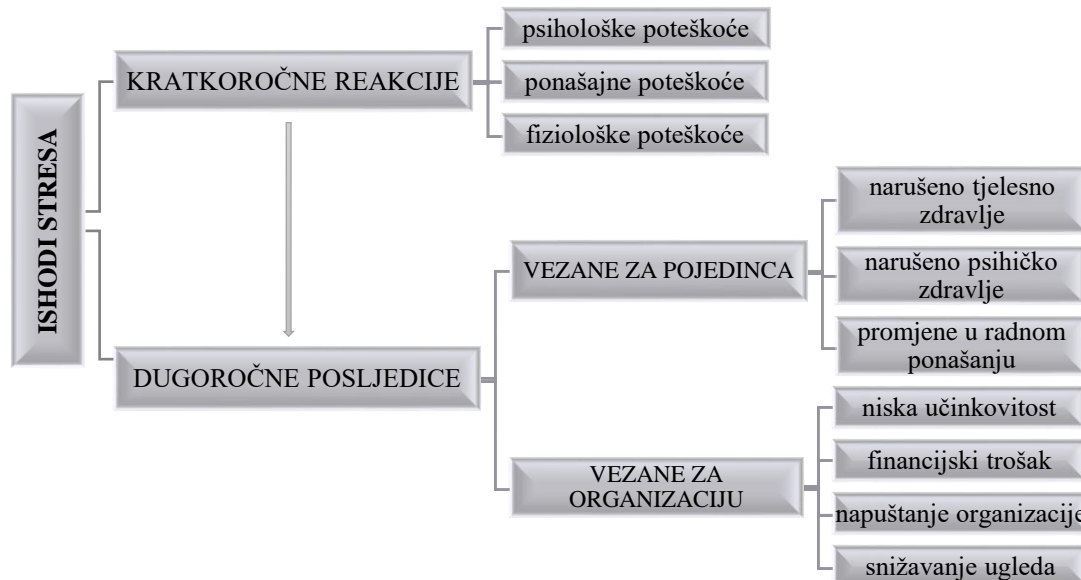 ISHODI STRESA
KRATKOROČNE REAKCIJE
psihološke poteškoće
ponašajne poteškoće
fiziološke poteškoće
DUGOROČNE POSLJEDICE
VEZANE ZA POJEDINCA
narušeno tjelesno
zdravlje
narušeno psihičko
zdravlje
promjene u radnom
ponašanju
VEZANE ZA
ORGANIZACIJU
niska učinkovitost
financijski trošak
napuštanje organizacije
snižavanje ugleda